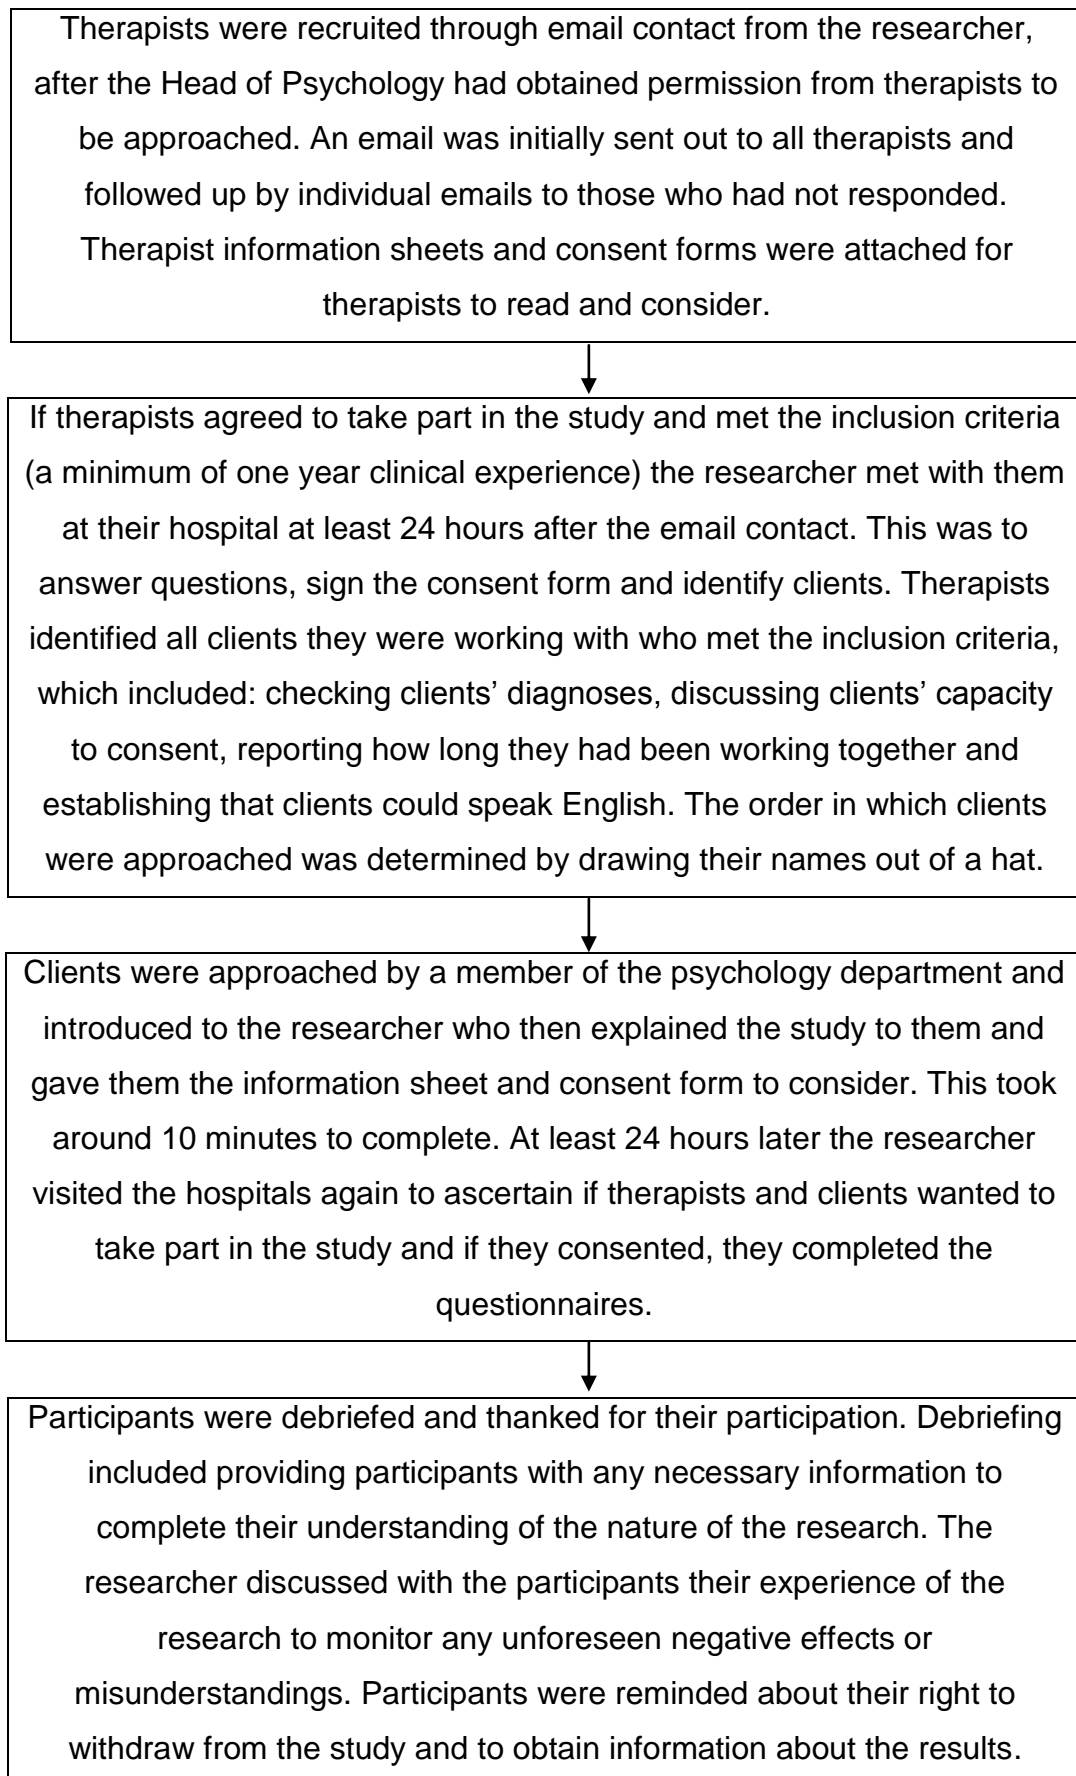 Therapists were recruited through email contact from the researcher,
after the Head of Psychology had obtained permission from therapists to
be approached. An email was initially sent out to all therapists and
followed up by individual emails to those who had not responded.
Therapist information sheets and consent forms were attached for
therapists to read and consider.
If therapists agreed to take part in the study and met the inclusion criteria
(a minimum of one year clinical experience) the researcher met with them
at their hospital at least 24 hours after the email contact. This was to
answer questions, sign the consent form and identify clients. Therapists
identified all clients they were working with who met the inclusion criteria,
which included: checking clients’ diagnoses, discussing clients’ capacity
to consent, reporting how long they had been working together and
establishing that clients could speak English. The order in which clients
were approached was determined by drawing their names out of a hat.
Clients were approached by a member of the psychology department and
introduced to the researcher who then explained the study to them and
gave them the information sheet and consent form to consider. This took
around 10 minutes to complete. At least 24 hours later the researcher
visited the hospitals again to ascertain if therapists and clients wanted to
take part in the study and if they consented, they completed the
questionnaires.
Participants were debriefed and thanked for their participation. Debriefing
included providing participants with any necessary information to
complete their understanding of the nature of the research. The
researcher discussed with the participants their experience of the
research to monitor any unforeseen negative effects or
misunderstandings. Participants were reminded about their right to
withdraw from the study and to obtain information about the results.